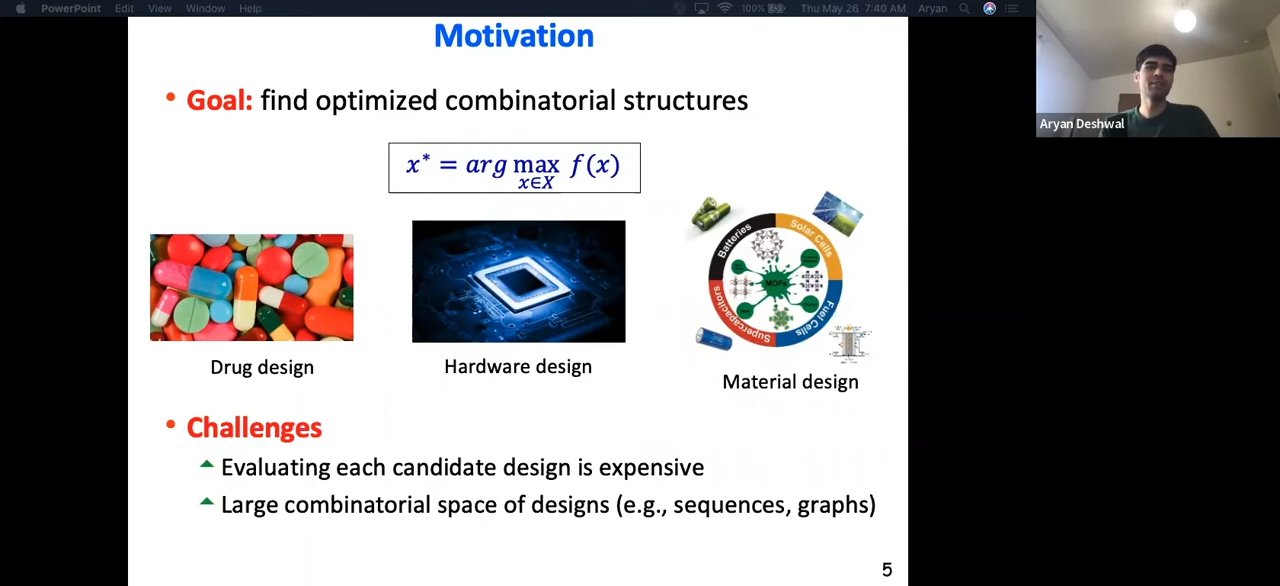 PowerPoint Edit View Window Help 100% Thu May 26 7:40 AM Aryan
Motivation
Aryan Deshwal
• Goal: find optimized combinatorial structures
x* = arg max f(x)
x∈X
Batteries
Solar Cells
MOFs
Supercapacitors
Fuel Cells
Drug design
Hardware design
Material design
• Challenges
Evaluating each candidate design is expensive
Large combinatorial space of designs (e.g., sequences, graphs)
5